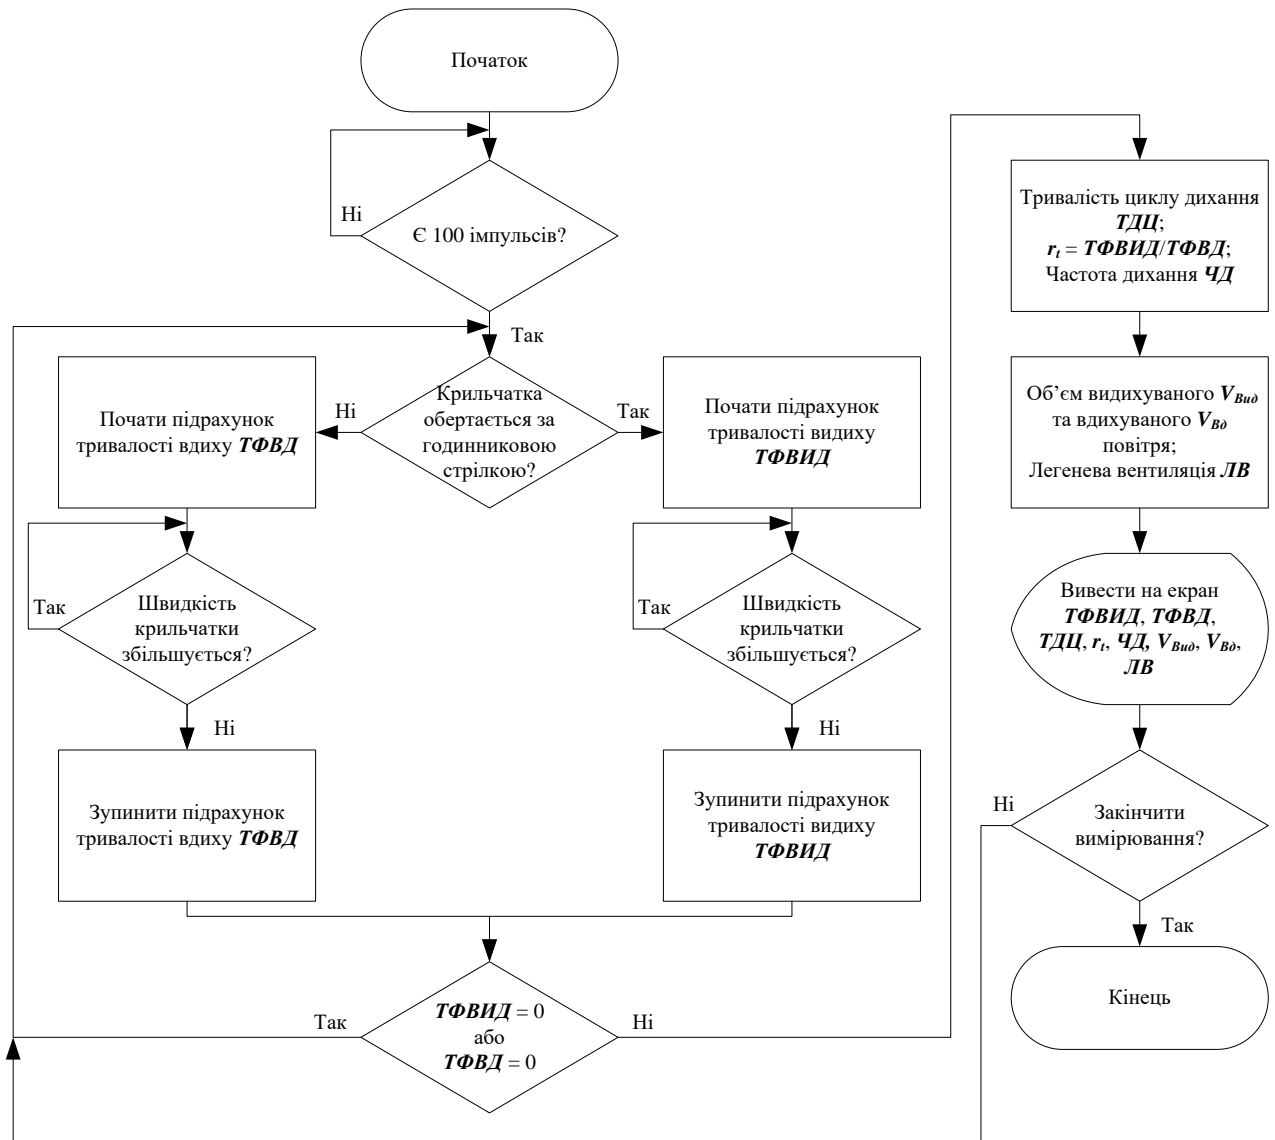 Початок
Ні
Є 100 імпульсів?
Так
Ні
Крильчатка
обертається за
годинниковою
стрілкою?
Так
Почати підрахунок
тривалості вдиху ТФВД
Почати підрахунок
тривалості видиху
ТФВИД
Так
Швидкість
крильчатки
збільшується?
Ні
Так
Швидкість
крильчатки
збільшується?
Ні
Зупинити підрахунок
тривалості вдиху ТФВД
Зупинити підрахунок
тривалості видиху
ТФВИД
Так
ТФВИД = 0
або
ТФВД = 0
Ні
Тривалість циклу дихання
ТДЦ;
rt = ТФВИД/ТФВД;
Частота дихання ЧД
Об’єм видихуваного VВид
та вдихуваного VВд
повітря;
Легенева вентиляція ЛВ
Вивести на екран
ТФВИД, ТФВД,
ТДЦ, rt, ЧД, VВид, VВд,
ЛВ
Ні
Закінчити
вимірювання?
Так
Кінець